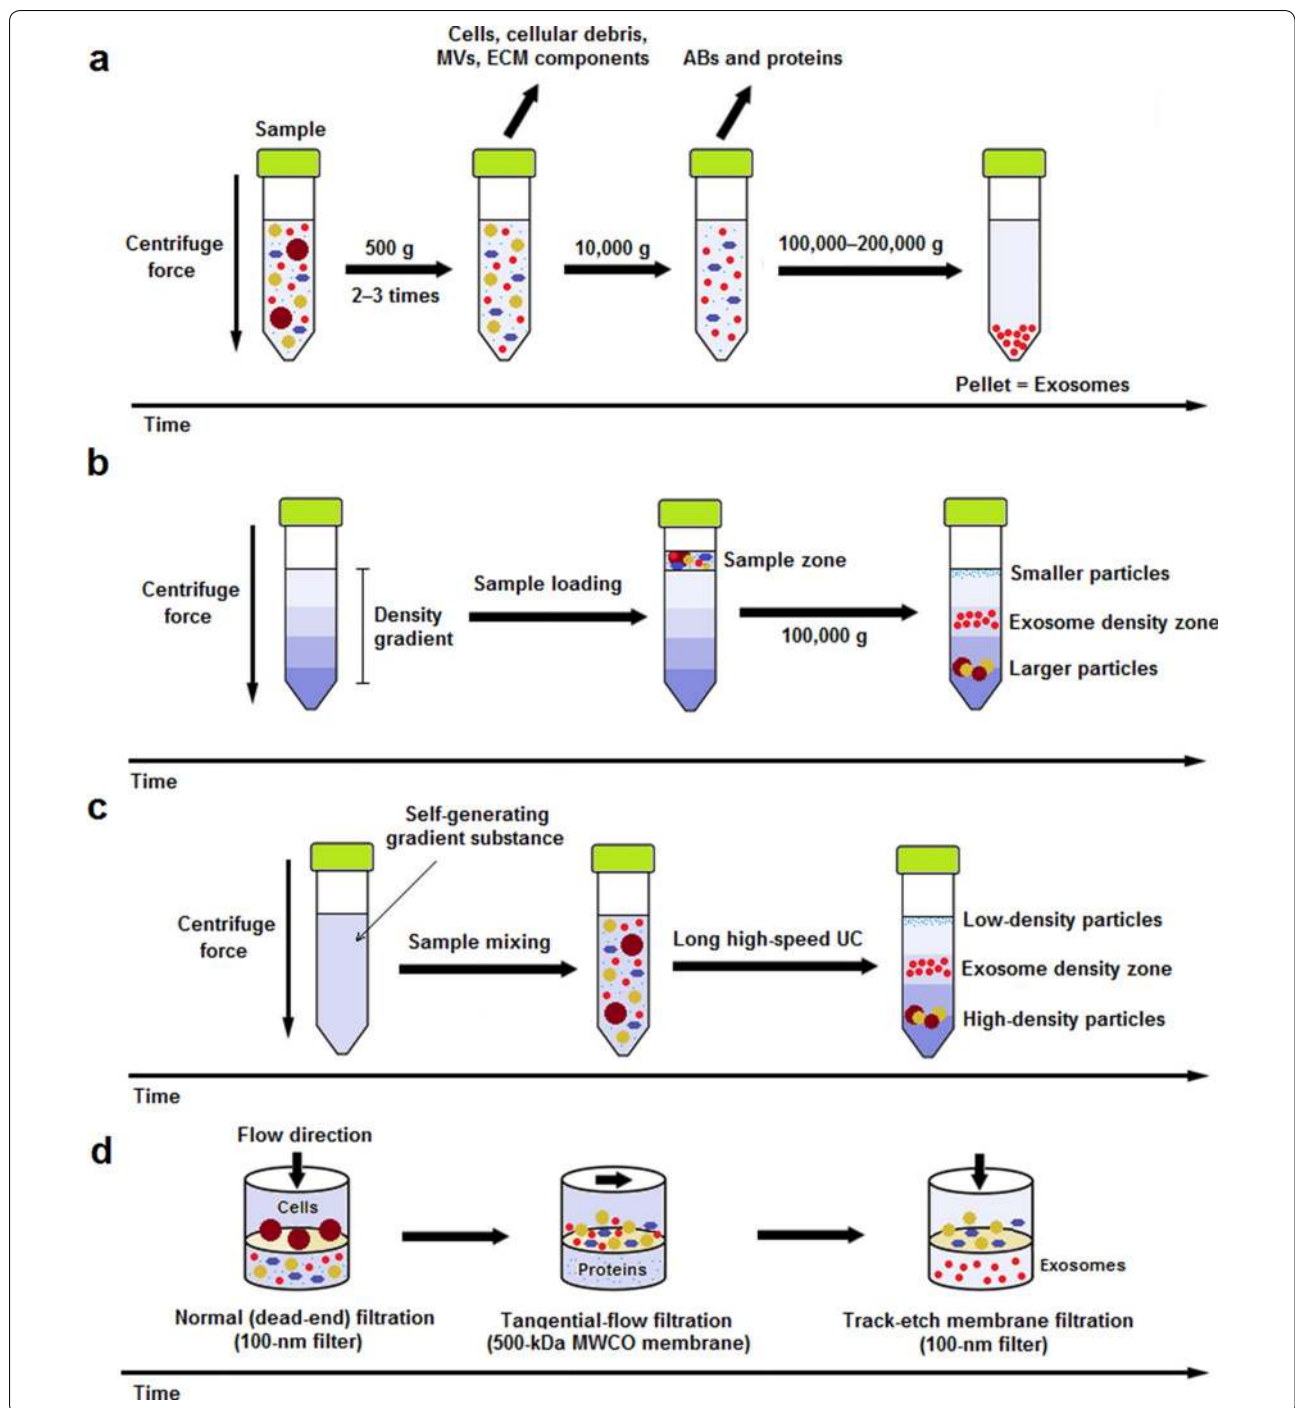 a
Cells, cellular debris,
MVs, ECM components
ABs and proteins
Sample
Centrifuge
force
500 g
2–3 times
10,000 g
100,000–200,000 g
Pellet = Exosomes
Time
b
Centrifuge
force
Density
gradient
Sample loading
Sample zone
100,000 g
Smaller particles
Exosome density zone
Larger particles
Time
c
Self-generating
gradient substance
Centrifuge
force
Sample mixing
Long high-speed UC
Low-density particles
Exosome density zone
High-density particles
Time
d
Flow direction
Cells
Proteins
Exosomes
Normal (dead-end) filtration
(100-nm filter)
Tangential-flow filtration
(500-kDa MWCO membrane)
Track-etch membrane filtration
(100-nm filter)
Time